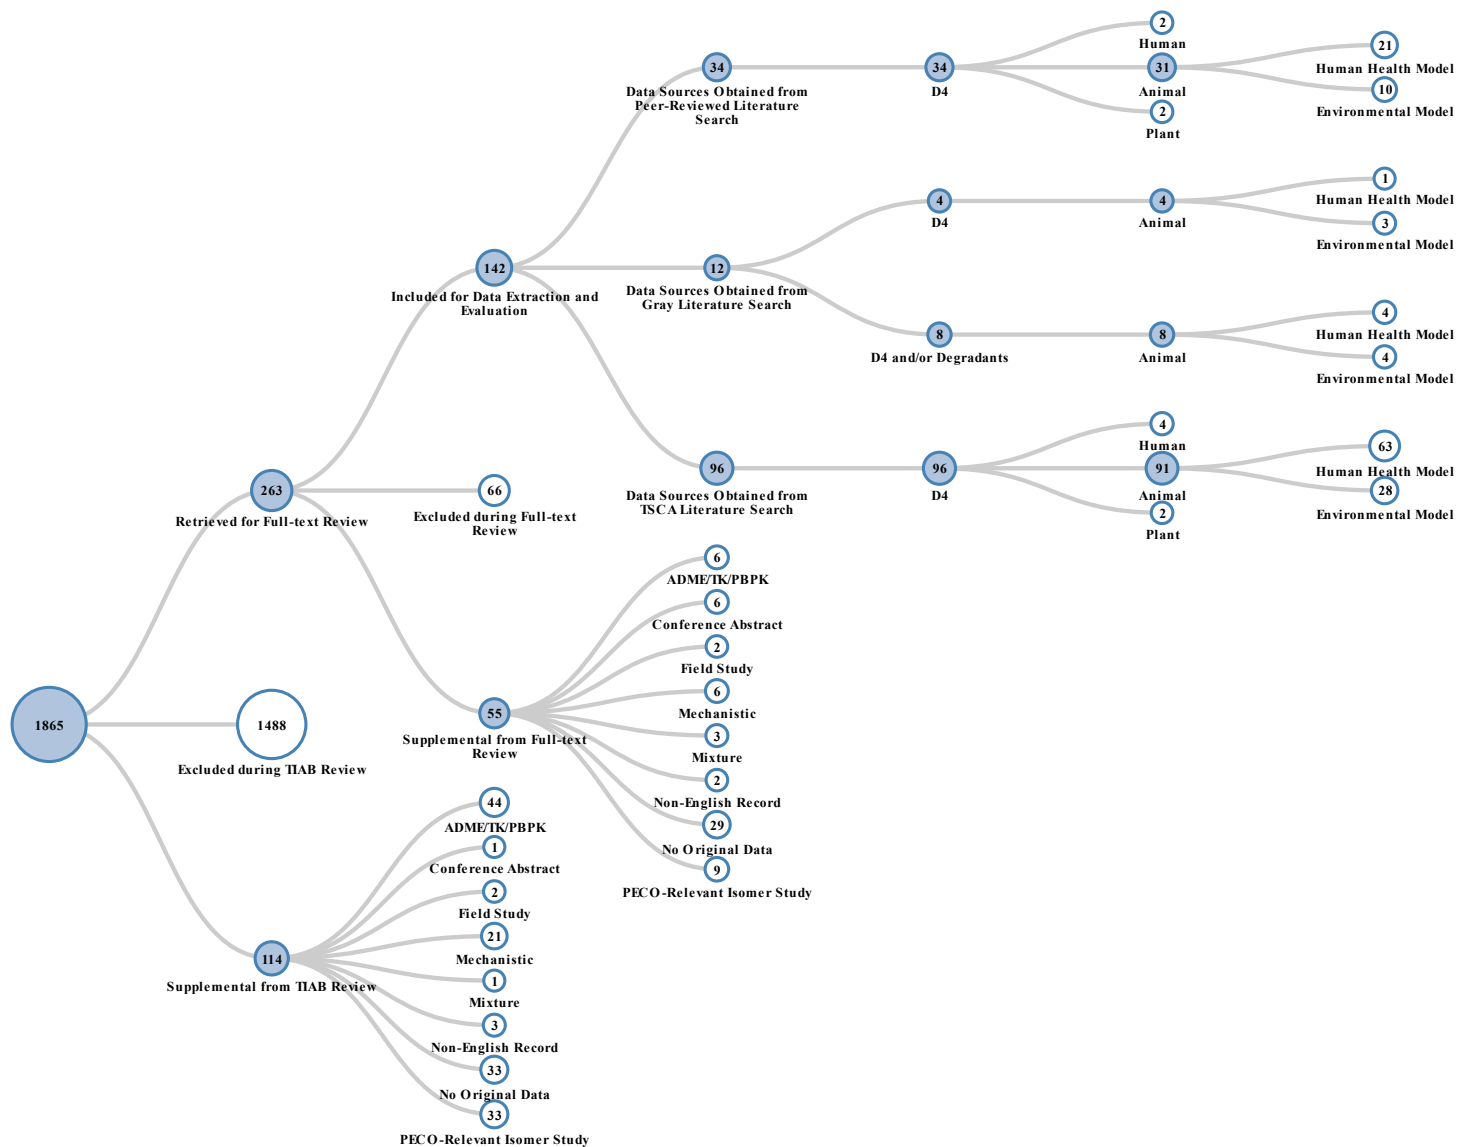 2
Human
34
Data Sources Obtained from
Peer-Reviewed Literature
Search
34
D4
31
Animal
2
Plant
21
Human Health Model
10
Environmental Model
142
Included for Data Extraction and
Evaluation
12
Data Sources Obtained from
Gray Literature Search
4
D4
4
Animal
1
Human Health Model
3
Environmental Model
8
D4 and/or Degradants
8
Animal
4
Human Health Model
4
Environmental Model
96
Data Sources Obtained from
TSCA Literature Search
96
D4
4
Human
91
Animal
2
Plant
63
Human Health Model
28
Environmental Model
263
Retrieved for Full-text Review
66
Excluded during Full-text
Review
55
Supplemental from Full-text
Review
6
ADME/TK/PBPK
6
Conference Abstract
2
Field Study
6
Mechanistic
3
Mixture
2
Non-English Record
29
No Original Data
9
PECO-Relevant Isomer Study
1865
1488
Excluded during TIAB Review
114
Supplemental from TIAB Review
44
ADME/TK/PBPK
1
Conference Abstract
2
Field Study
21
Mechanistic
1
Mixture
3
Non-English Record
33
No Original Data
33
PECO-Relevant Isomer Study